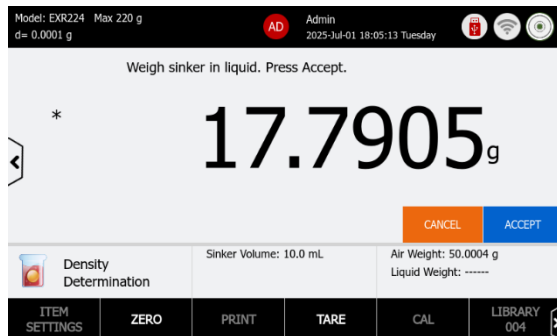 Model: EXR224 Max 220 g
d= 0.0001 g
AD
Admin
2025-Jul-01 18:05:13 Tuesday
Weigh sinker in liquid. Press Accept.
*
17.7905 g
CANCEL
ACCEPT
Density
Determination
Sinker Volume: 10.0 mL
Air Weight: 50.0004 g
Liquid Weight: ------
ITEM
SETTINGS
ZERO
PRINT
TARE
CAL
LIBRARY
004